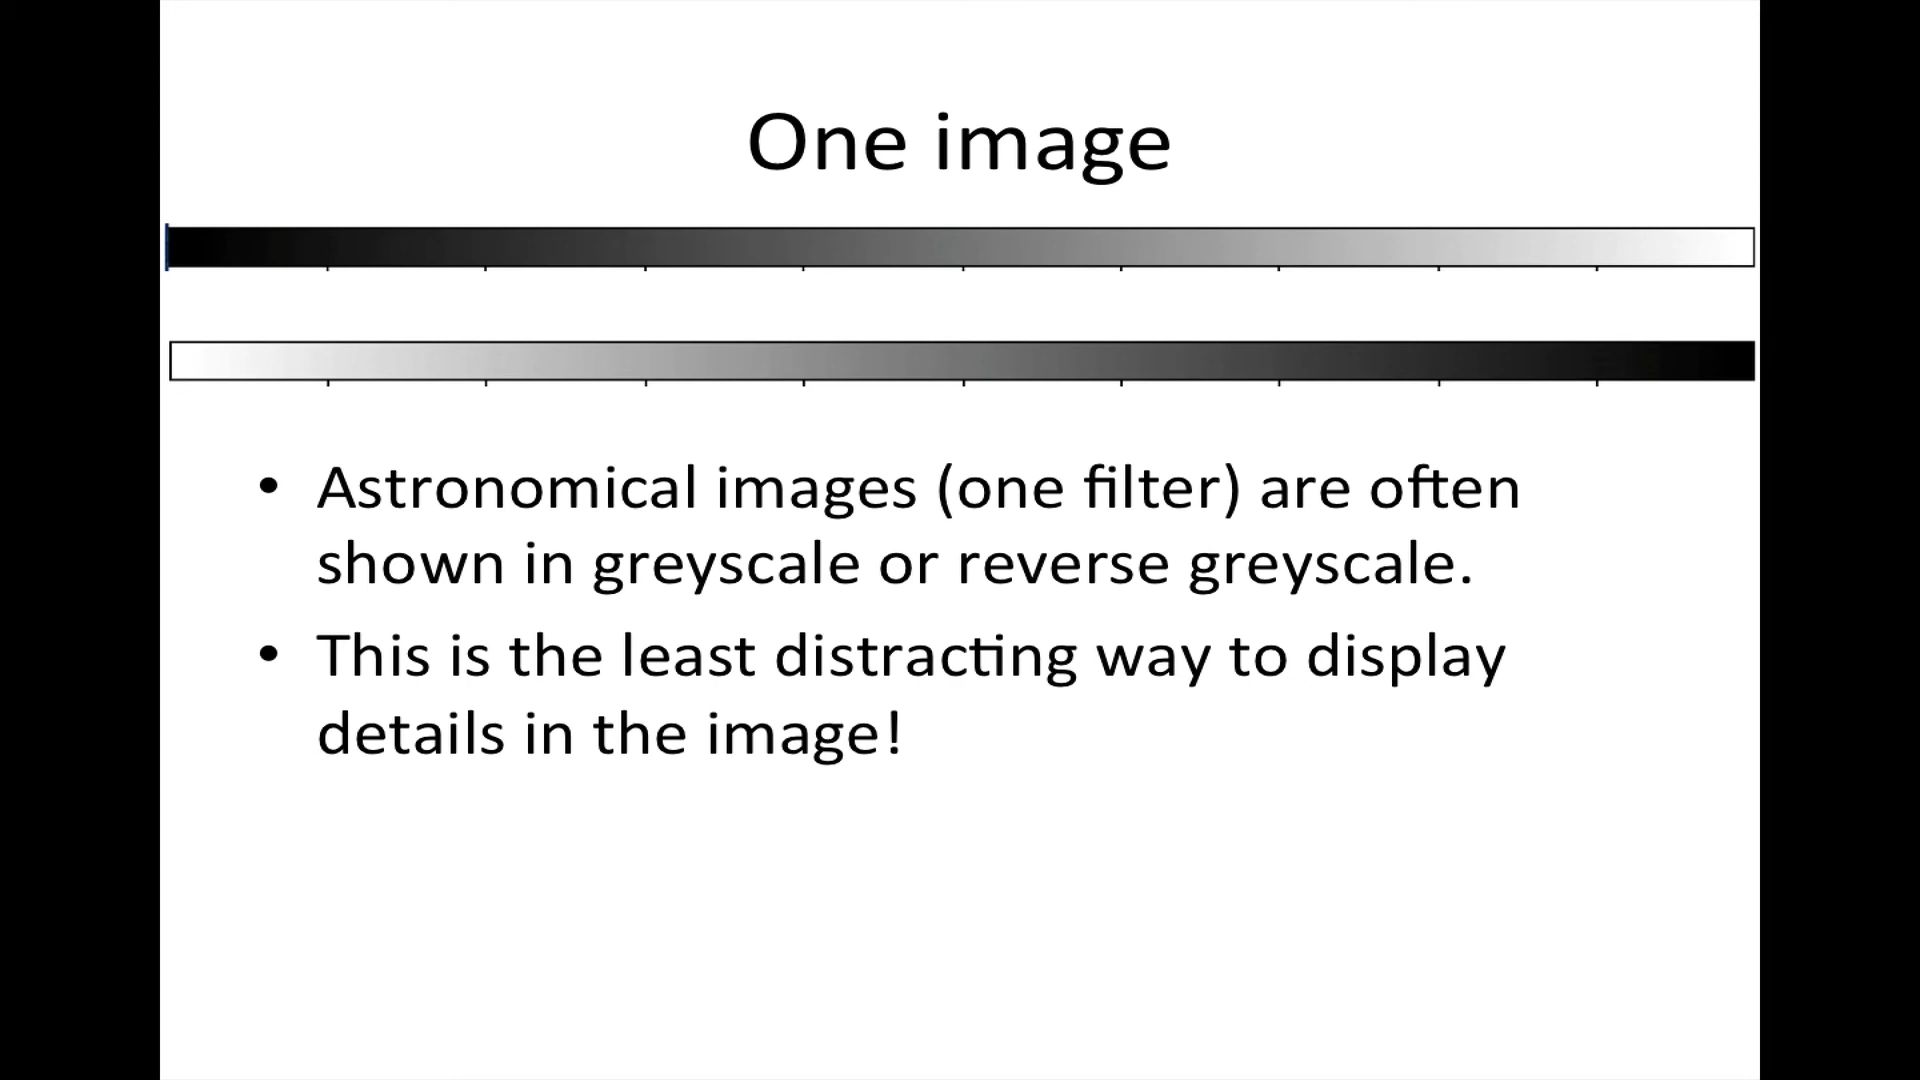 One image
• Astronomical images (one filter) are often
shown in greyscale or reverse greyscale.
• This is the least distracting way to display
details in the image!